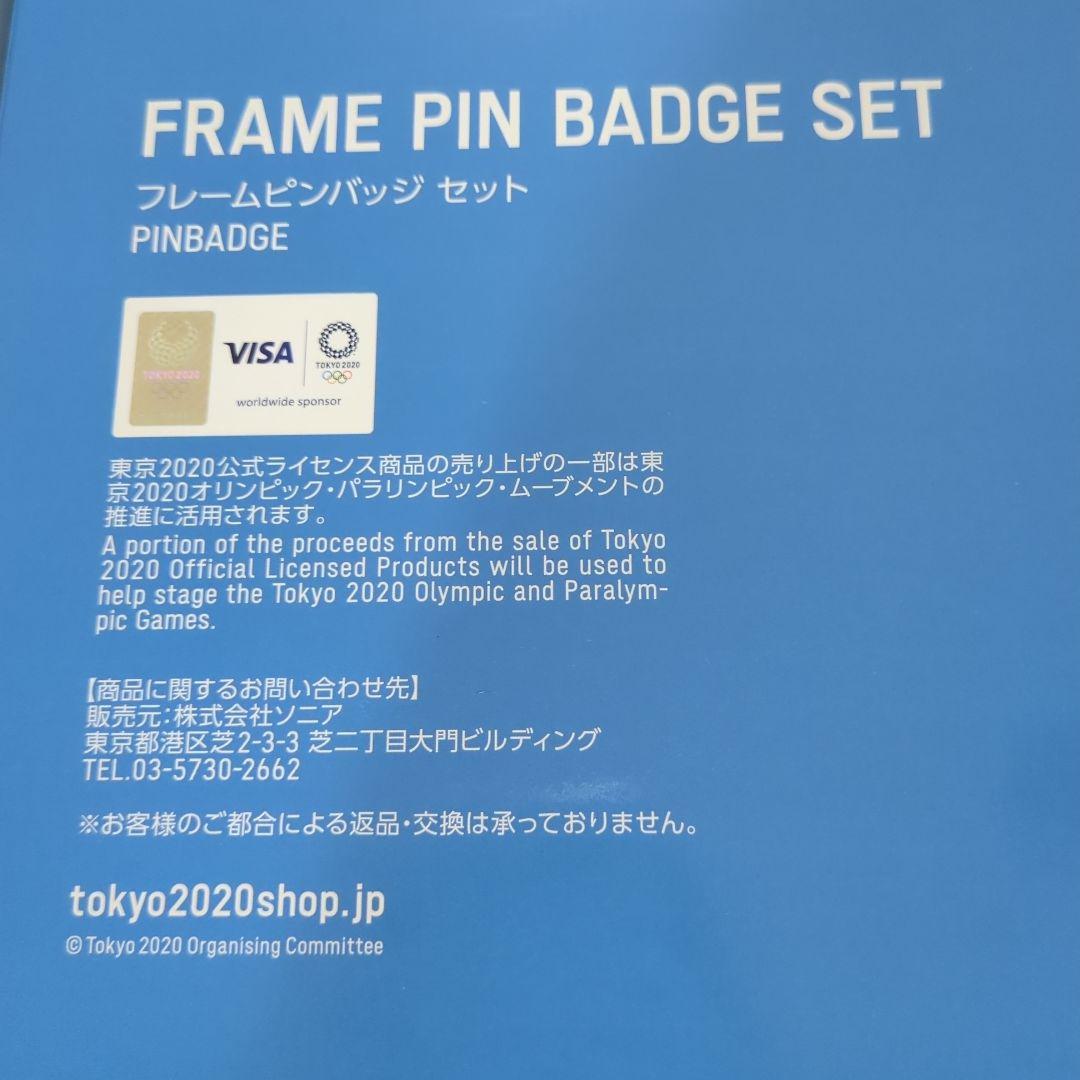 FRAME PIN BADGE SET
フレームピンバッジ セット
PINBADGE
TOKYO 2020
VISA
TOKYO 2020
worldwide sponsor
東京2020公式ライセンス商品の売り上げの一部は東
京2020オリンピック・パラリンピック・ムーブメントの
推進に活用されます。
A portion of the proceeds from the sale of Tokyo
2020 Official Licensed Products will be used to
help stage the Tokyo 2020 Olympic and Paralym-
pic Games.
【商品に関するお問い合わせ先】
販売元：株式会社ソニア
東京都港区芝2-3-3 芝二丁目大門ビルディング
TEL.03-5730-2662
※お客様のご都合による返品・交換は承っておりません。
tokyo2020shop.jp
© Tokyo 2020 Organising Committee